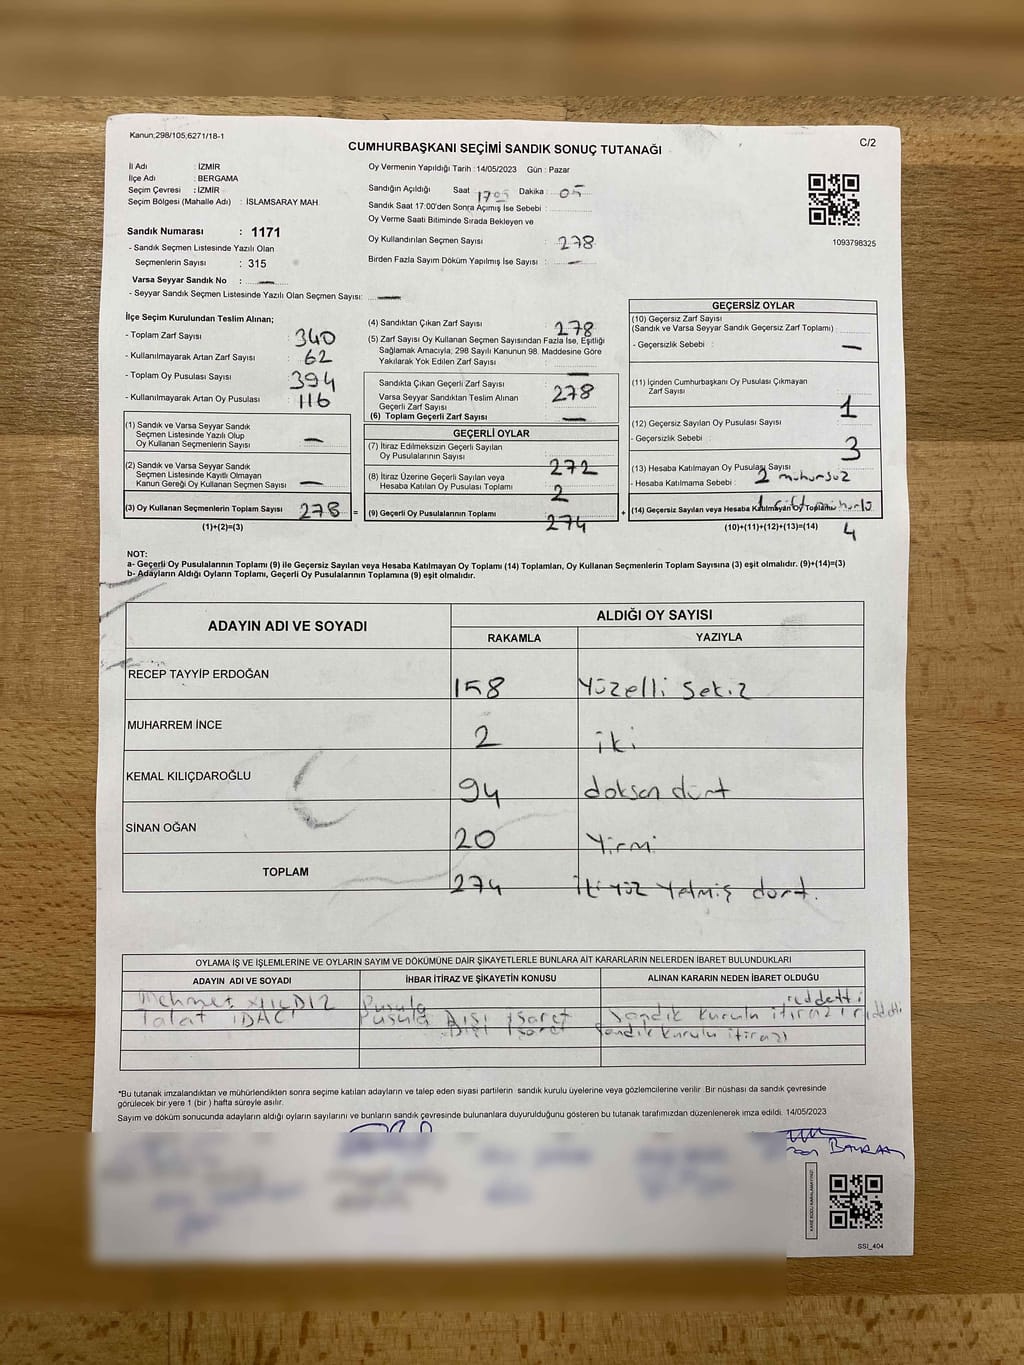 Kanun;298/105;6271/18-1
C/2
CUMHURBAŞKANI SEÇİMİ SANDIK SONUÇ TUTANAĞI
İl Adı : İZMİR
İlçe Adı : BERGAMA
Seçim Çevresi : İZMİR
Seçim Bölgesi (Mahalle Adı) : İSLAMSARAY MAH.
Oy Vermenin Yapıldığı Tarih : 14/05/2023 Gün : Pazar
Sandığın Açıldığı Saat : 1705 Dakika : 05
Sandık Saat 17.00'den Sonra Açımış İse Sebebi :
Oy Verme Saati Bitiminde Sırada Bekleyen ve
Oy Kullandırılan Seçmen Sayısı : 278
Birden Fazla Sayım Döküm Yapılmış İse Sayısı : —
1093798325
Sandık Numarası : 1171
- Sandık Seçmen Listesinde Yazılı Olan
Seçmenlerin Sayısı : 315
Varsa Seyyar Sandık No : —
- Seyyar Sandık Seçmen Listesinde Yazılı Olan Seçmen Sayısı: —
İlçe Seçim Kurulundan Teslim Alınan;
- Toplam Zarf Sayısı : 340
- Kullanılmayarak Artan Zarf Sayısı : 62
- Toplam Oy Pusulası Sayısı : 394
- Kullanılmayarak Artan Oy Pusulası : 116
(1) Sandık ve Varsa Seyyar Sandık
Seçmen Listesinde Yazılı Olup
Oy Kullanan Seçmenlerin Sayısı : —
(2) Sandık ve Varsa Seyyar Sandık
Seçmen Listesinde Kayıtlı Olmayan
Kanun Gereği Oy Kullanan Seçmen Sayısı : —
(3) Oy Kullanan Seçmenlerin Toplam Sayısı : 278 =
(1)+(2)=(3)
(4) Sandıktan Çıkan Zarf Sayısı : 278
(5) Zarf Sayısı Oy Kullanan Seçmen Sayısından Fazla İse, Eşitliği
Sağlamak Amacıyla; 298 Sayılı Kanunun 98. Maddesine Göre
Yakılarak Yok Edilen Zarf Sayısı : —
Sandıkta Çıkan Geçerli Zarf Sayısı : 278
Varsa Seyyar Sandıktan Teslim Alınan
Geçerli Zarf Sayısı
(6) Toplam Geçerli Zarf Sayısı : —
GEÇERLİ OYLAR
(7) İtiraz Edilmeksizin Geçerli Sayılan
Oy Pusulalarının Sayısı : 272
(8) İtiraz Üzerine Geçerli Sayılan veya
Hesaba Katılan Oy Pusulası Toplamı : 2
(9) Geçerli Oy Pusulalarının Toplamı : 274 +
GEÇERSİZ OYLAR
(10) Geçersiz Zarf Sayısı
(Sandık ve Varsa Seyyar Sandık Geçersiz Zarf Toplamı) :
- Geçersizlik Sebebi : —
(11) İçinden Cumhurbaşkanı Oy Pusulası Çıkmayan
Zarf Sayısı : 1
(12) Geçersiz Sayılan Oy Pusulası Sayısı
- Geçersizlik Sebebi : 3
(13) Hesaba Katılmayan Oy Pusulası Sayısı
- Hesaba Katılmama Sebebi : 2 mühürsüz
1 çift mühürlü
(14) Geçersiz Sayılan veya Hesaba Katılmayan Oy Toplamı : 4
(10)+(11)+(12)+(13)=(14)
NOT:
a- Geçerli Oy Pusulalarının Toplamı (9) ile Geçersiz Sayılan veya Hesaba Katılmayan Oy Toplamı (14) Toplamları, Oy Kullanan Seçmenlerin Toplam Sayısına (3) eşit olmalıdır. (9)+(14)=(3)
b- Adayların Aldığı Oyların Toplamı, Geçerli Oy Pusulalarının Toplamına (9) eşit olmalıdır.
ADAYIN ADI VE SOYADI
ALDIĞI OY SAYISI
RAKAMLA YAZIYLA
RECEP TAYYİP ERDOĞAN 158 Yüzelli Sekiz
MUHARREM İNCE 2 iki
KEMAL KILIÇDAROĞLU 94 doksan dört
SİNAN OĞAN 20 Yirmi
TOPLAM 274 İki yüz yetmiş dört.
OYLAMA İŞ VE İŞLEMLERİNE VE OYLARIN SAYIM VE DÖKÜMÜNE DAİR ŞİKAYETLERLE BUNLARA AİT KARARLARIN NELERDEN İBARET BULUNDUKLARI
ADAYIN ADI VE SOYADI İHBAR İTİRAZ VE ŞİKAYETİN KONUSU ALINAN KARARIN NEDEN İBARET OLDUĞU
Mehmet YILDIZ Pusula reddetti
Talat İDACI Pusula Dışı işaret Sandık kurulu itirazı reddetti
Dışı işaret Sandık kurulu itirazı
*Bu tutanak imzalandıktan ve mühürlendikten sonra seçime katılan adayların ve talep eden siyasi partilerin sandık kurulu üyelerine veya gözlemcilerine verilir. Bir nüshası da sandık çevresinde
görülecek bir yere 1 (bir ) hafta süreyle asılır.
Sayım ve döküm sonucunda adayların aldığı oyların sayılarını ve bunların sandık çevresinde bulunanlara duyurulduğunu gösteren bu tutanak tarafımızdan düzenlenerek imza edildi. 14/05/2023
SSI_404